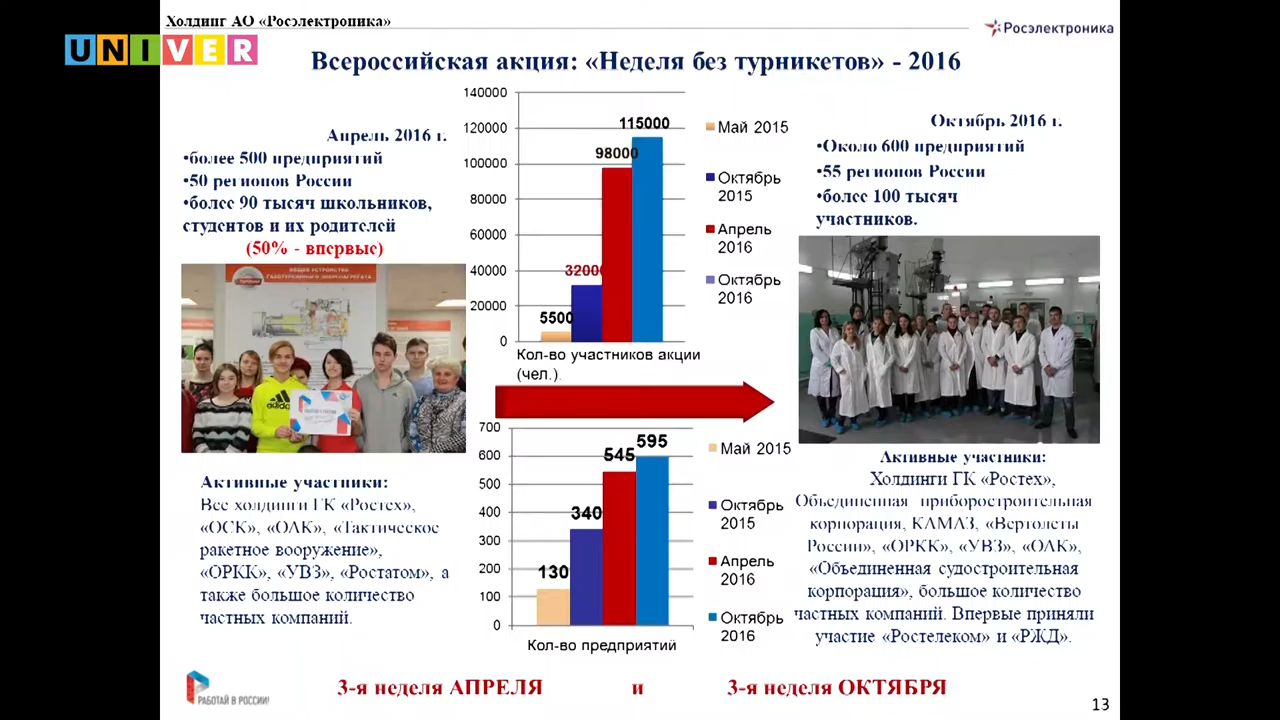 Холдинг АО «Росэлектроника»
Росэлектроника
UNIVER
Всероссийская акция: «Неделя без турникетов» - 2016
Апрель 2016 г.
•более 500 предприятий
•50 регионов России
•более 90 тысяч школьников,
студентов и их родителей
(50% - впервые)
140000
120000
100000
80000
60000
40000
20000
0
5500
32000
98000
115000
Май 2015
Октябрь
2015
Апрель
2016
Октябрь
2016
Кол-во участников акции
(чел.).
Октябрь 2016 г.
•Около 600 предприятий
•55 регионов России
•более 100 тысяч
участников.
ОБЩЕЕ УСТРОЙСТВО
ГАЗОТУРБИННОГО ЭНЕРГОАГРЕГАТА
adidas
Активные участники:
Все холдинги ГК «Ростех»,
«ОСК», «ОАК», «Тактическое
ракетное вооружение»,
«ОРКК», «УВЗ», «Ростатом», а
также большое количество
частных компаний.
700
600
500
400
300
200
100
0
130
340
545
595
Май 2015
Октябрь
2015
Апрель
2016
Октябрь
2016
Кол-во предприятий
Активные участники:
Холдинги ГК «Ростех»,
Объединенная приборостроительная
корпорация, КАМАЗ, «Вертолеты
России», «ОРКК», «УВЗ», «ОАК»,
«Объединенная судостроительная
корпорация», большое количество
частных компаний. Впервые приняли
участие «Ростелеком» и «РЖД».
РАБОТАЙ В РОССИИ!
3-я неделя АПРЕЛЯ и 3-я неделя ОКТЯБРЯ
13